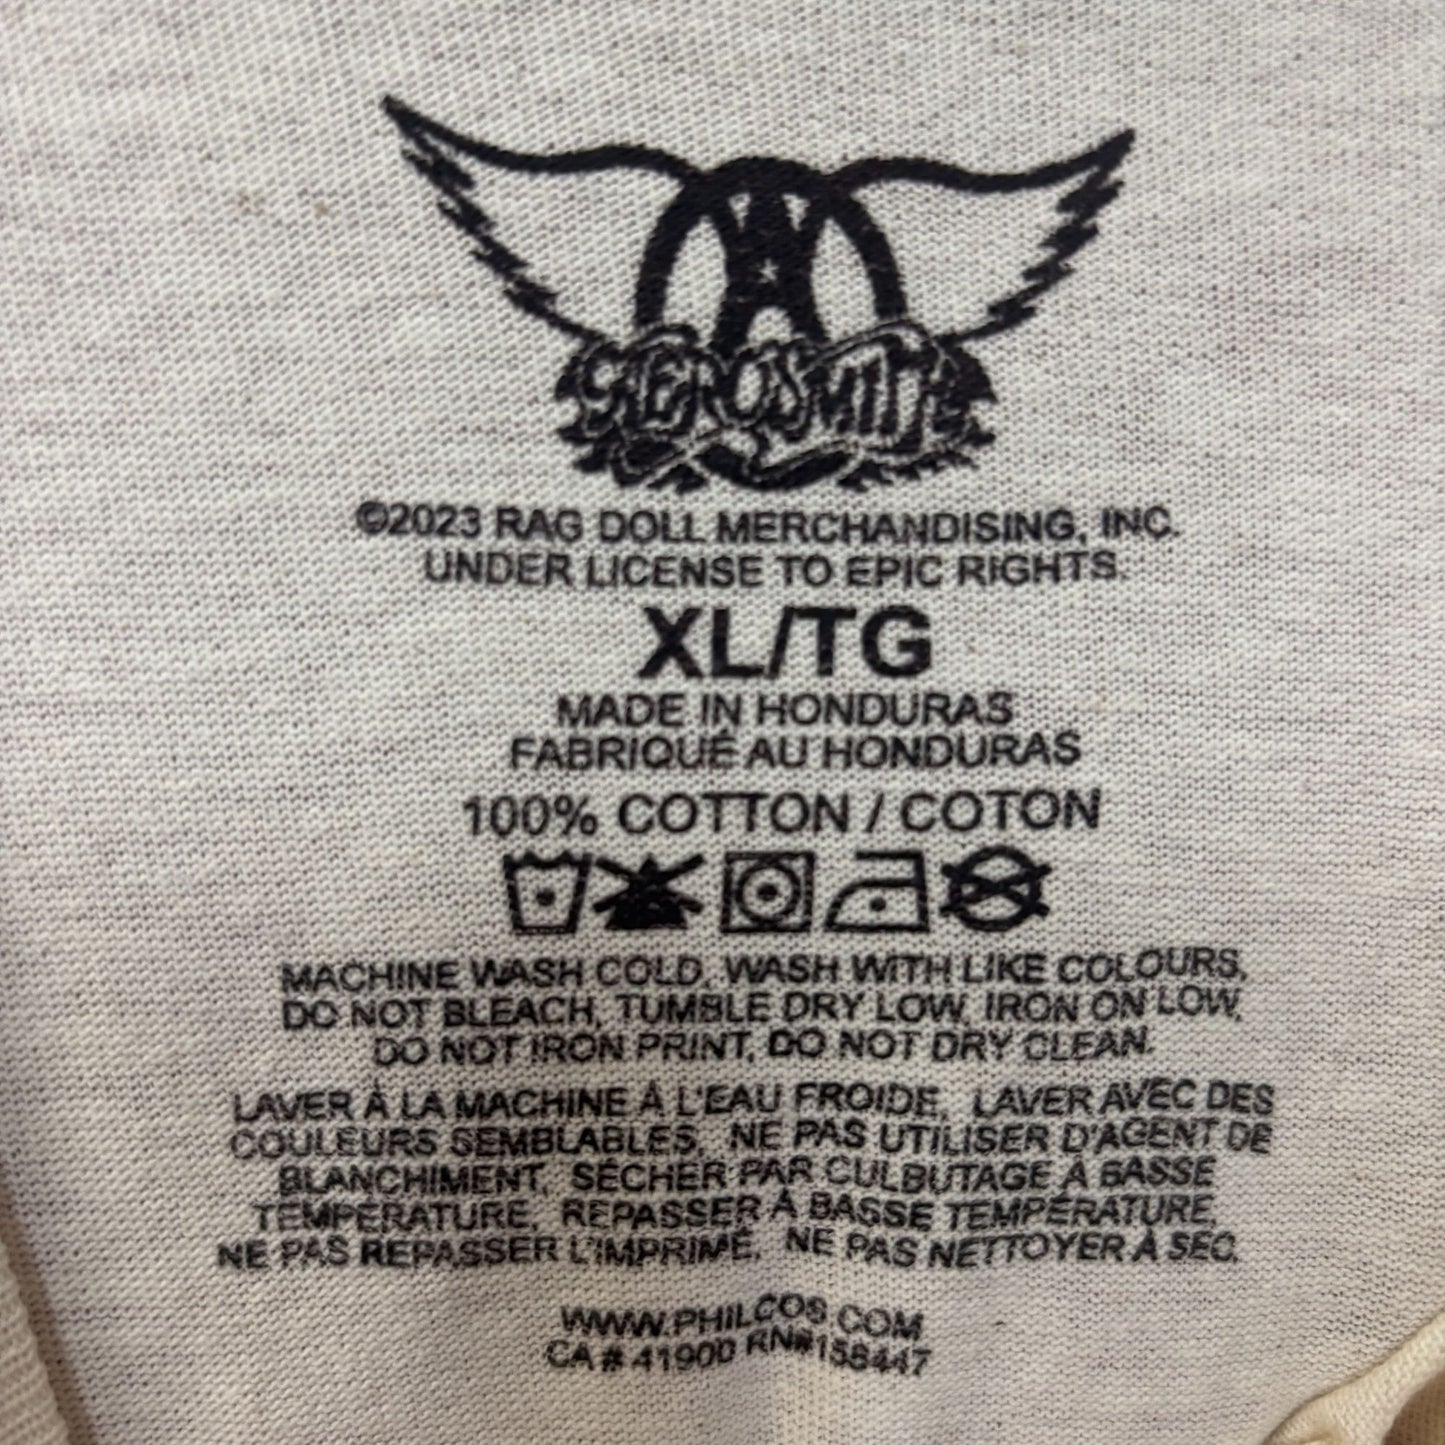 AEROSMITH
©2023 RAG DOLL MERCHANDISING, INC.
UNDER LICENSE TO EPIC RIGHTS.
XL/TG
MADE IN HONDURAS
FABRIQUÉ AU HONDURAS
100% COTTON / COTON
MACHINE WASH COLD, WASH WITH LIKE COLOURS,
DO NOT BLEACH, TUMBLE DRY LOW, IRON ON LOW,
DO NOT IRON PRINT, DO NOT DRY CLEAN.
LAVER À LA MACHINE À L'EAU FROIDE, LAVER AVEC DES
COULEURS SEMBLABLES, NE PAS UTILISER D'AGENT DE
BLANCHIMENT, SÉCHER PAR CULBUTAGE À BASSE
TEMPÉRATURE, REPASSER À BASSE TEMPÉRATURE,
NE PAS REPASSER L'IMPRIMÉ, NE PAS NETTOYER À SEC.
WWW.PHILCOS.COM
CA # 41900 RN#158447